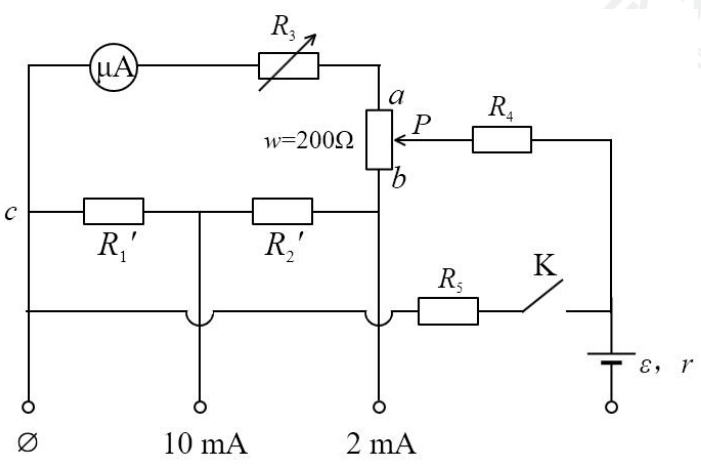 R₃
μA
a
P
R₄
w=200Ω
b
c
R₁′
R₂′
R₅
K
ε, r
∅
10 mA
2 mA